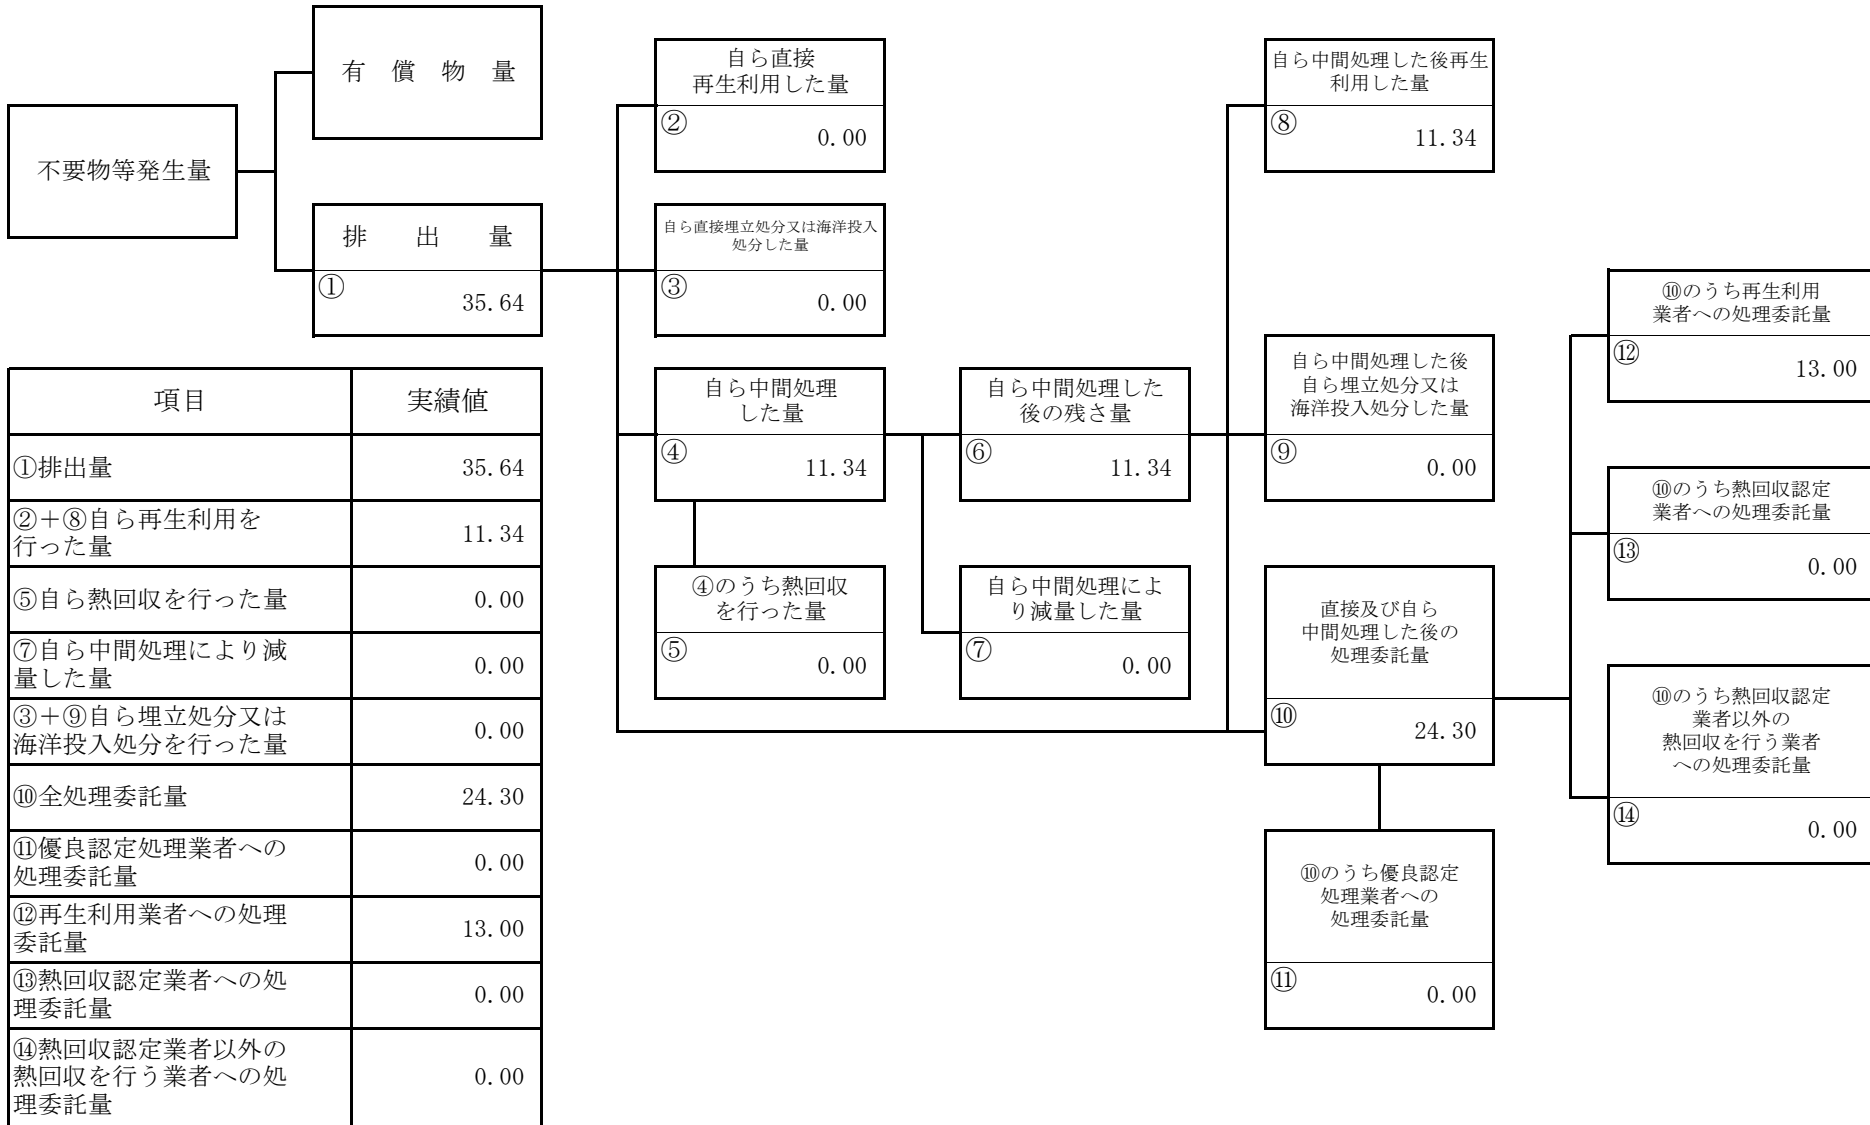 有償物量
不要物等発生量
排出量
①
35.64
自ら直接
再生利用した量
②
0.00
自ら直接埋立処分又は海洋投入
処分した量
③
0.00
自ら中間処理
した量
④
11.34
④のうち熱回収
を行った量
⑤
0.00
自ら中間処理した
後の残さ量
⑥
11.34
自ら中間処理によ
り減量した量
⑦
0.00
自ら中間処理した後再生
利用した量
⑧
11.34
自ら中間処理した後
自ら埋立処分又は
海洋投入処分した量
⑨
0.00
直接及び自ら
中間処理した後の
処理委託量
⑩
24.30
⑩のうち優良認定
処理業者への
処理委託量
⑪
0.00
⑩のうち再生利用
業者への処理委託量
⑫
13.00
⑩のうち熱回収認定
業者への処理委託量
⑬
0.00
⑩のうち熱回収認定
業者以外の
熱回収を行う業者
への処理委託量
⑭
0.00
項目 実績値
①排出量 35.64
②＋⑧自ら再生利用を
行った量 11.34
⑤自ら熱回収を行った量 0.00
⑦自ら中間処理により減
量した量 0.00
③＋⑨自ら埋立処分又は
海洋投入処分を行った量 0.00
⑩全処理委託量 24.30
⑪優良認定処理業者への
処理委託量 0.00
⑫再生利用業者への処理
委託量 13.00
⑬熱回収認定業者への処
理委託量 0.00
⑭熱回収認定業者以外の
熱回収を行う業者への処
理委託量 0.00